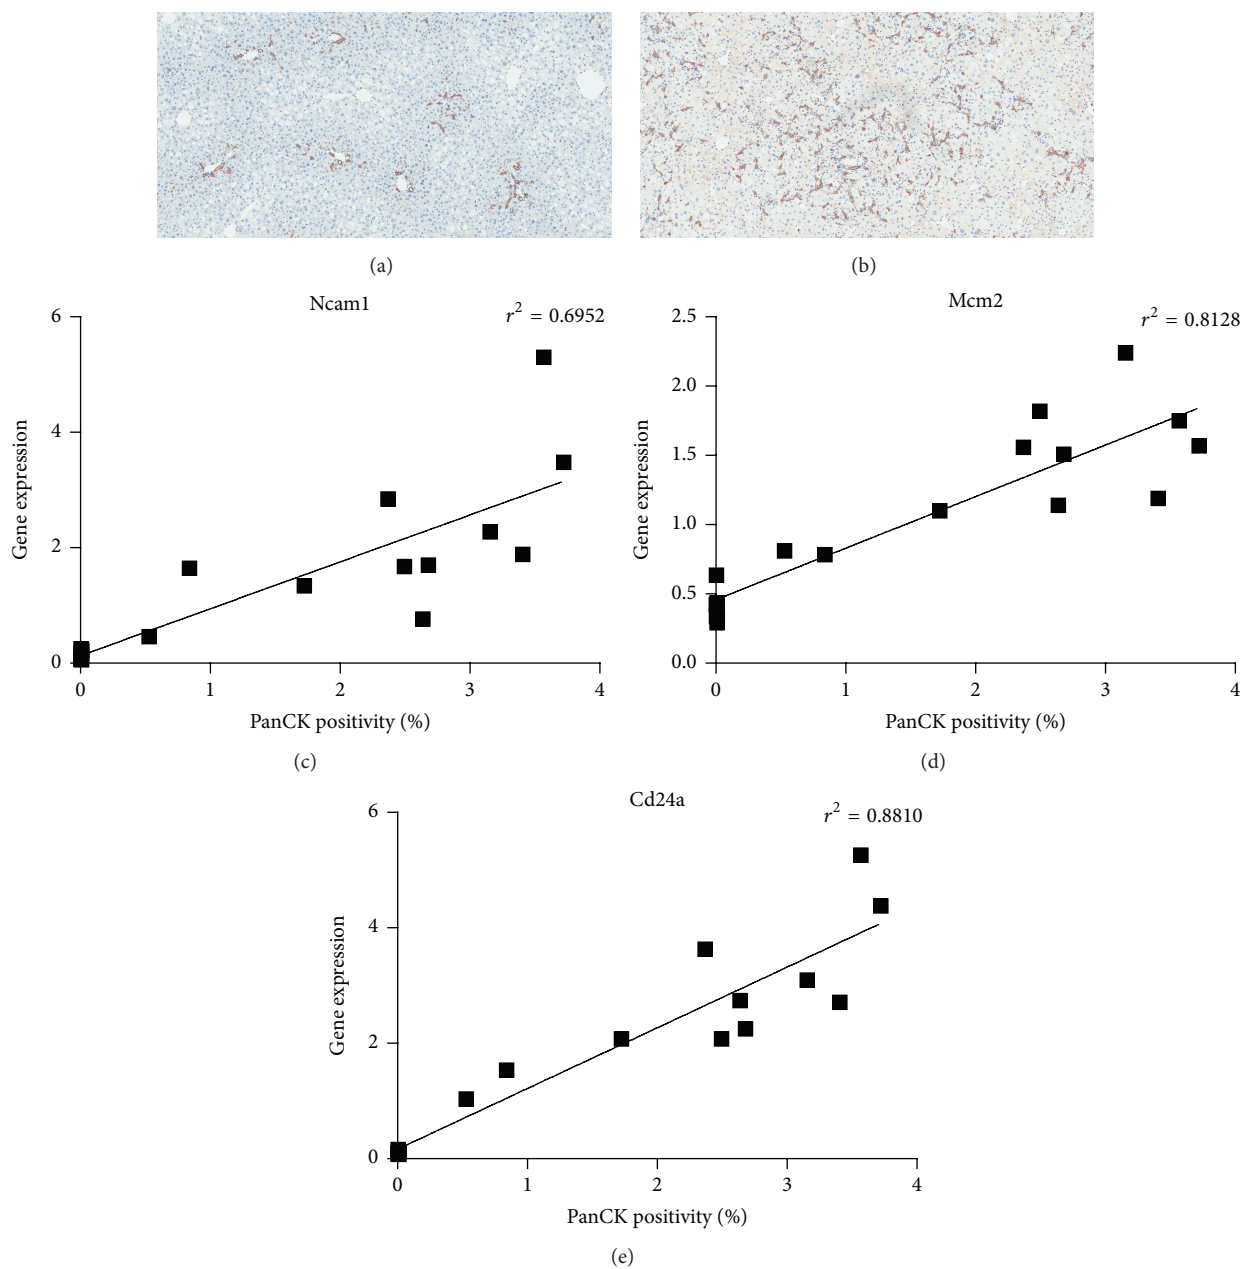 (a)
(b)
Ncam1
r² = 0.6952
6
4
2
0
0 1 2 3 4
Gene expression
PanCK positivity (%)
(c)
Mcm2
r² = 0.8128
2.5
2.0
1.5
1.0
0.5
0.0
0 1 2 3 4
Gene expression
PanCK positivity (%)
(d)
Cd24a
r² = 0.8810
6
4
2
0
0 1 2 3 4
Gene expression
PanCK positivity (%)
(e)